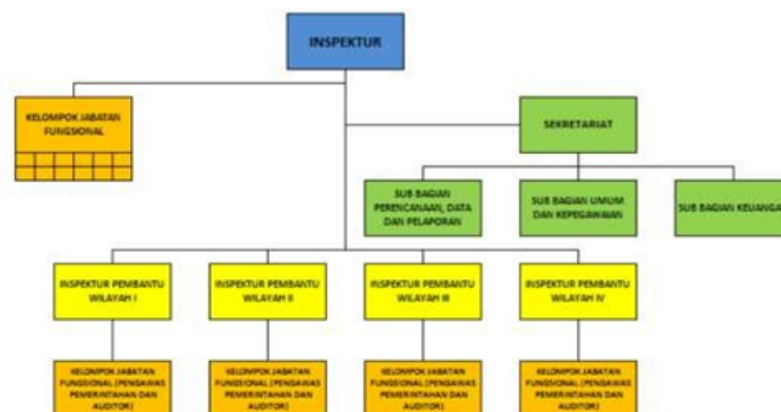 INSPEKTUR
KELOMPOK JABATAN
FUNGSIONAL
SEKRETARIAT
SUB BAGIAN
PERENCANAAN, DATA
DAN PELAPORAN
SUB BAGIAN UMUM
DAN KEPEGAWAIAN
SUB BAGIAN KEUANGA
INSPEKTUR PEMBANTU
WILAYAH I
INSPEKTUR PEMBANTU
WILAYAH II
INSPEKTUR PEMBANTU
WILAYAH III
INSPEKTUR PEMBANTU
WILAYAH IV
KELOMPOK JABATAN
FUNGSIONAL (PENGAWAS
PEMERINTAHAN DAN
AUDITOR)
KELOMPOK JABATAN
FUNGSIONAL (PENGAWAS
PEMERINTAHAN DAN
AUDITOR)
KELOMPOK JABATAN
FUNGSIONAL (PENGAWAS
PEMERINTAHAN DAN
AUDITOR)
KELOMPOK JABATAN
FUNGSIONAL (PENGAWAS
PEMERINTAHAN DAN
AUDITOR)